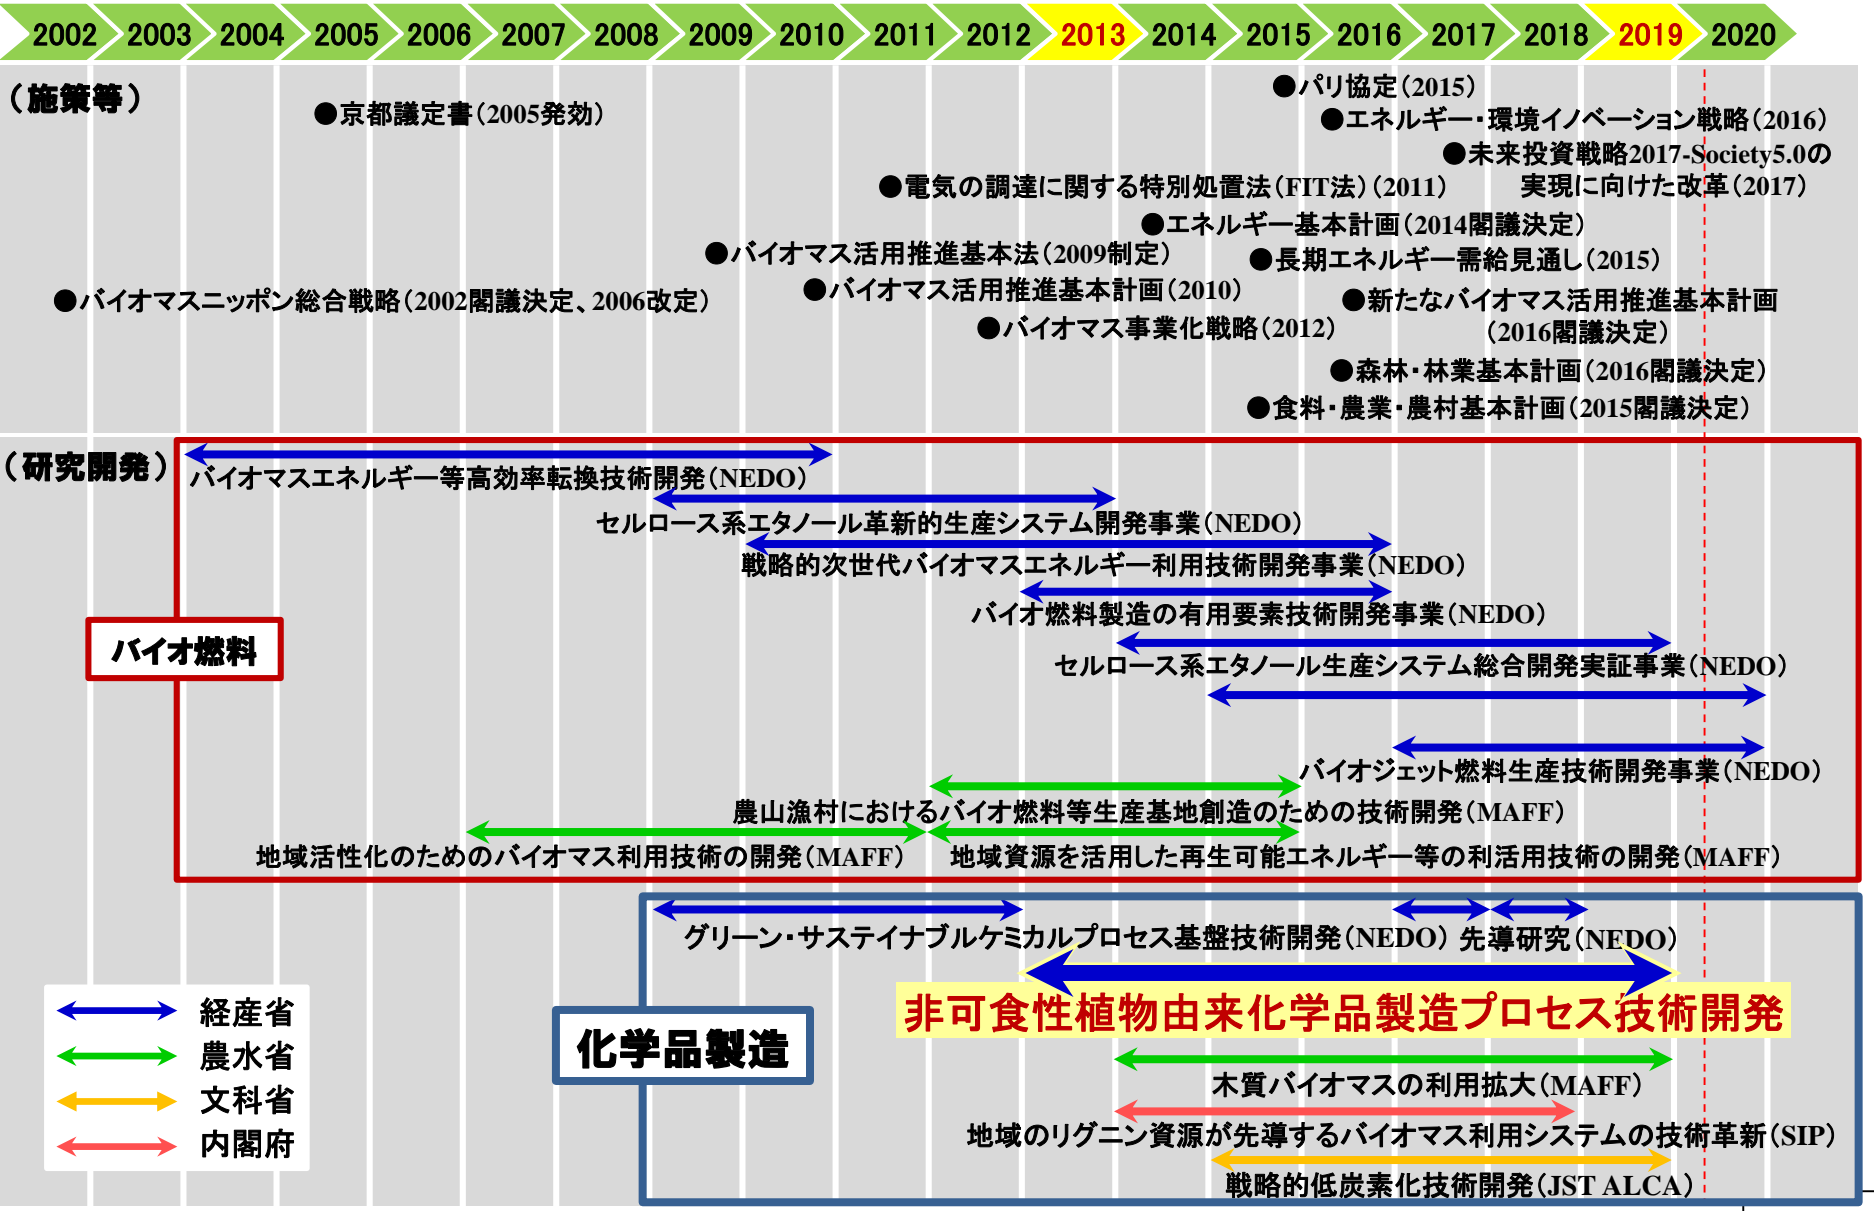 2002 2003 2004 2005 2006 2007 2008 2009 2010 2011 2012 2013 2014 2015 2016 2017 2018 2019 2020
（施策等）
●パリ協定（2015）
●京都議定書（2005発効）
●エネルギー・環境イノベーション戦略（2016）
●未来投資戦略2017-Society5.0の
実現に向けた改革（2017）
●電気の調達に関する特別処置法（FIT法）（2011）
●エネルギー基本計画（2014閣議決定）
●バイオマス活用推進基本法（2009制定）
●長期エネルギー需給見通し（2015）
●バイオマスニッポン総合戦略（2002閣議決定、2006改定）
●バイオマス活用推進基本計画（2010）
●新たなバイオマス活用推進基本計画
（2016閣議決定）
●バイオマス事業化戦略（2012）
●森林・林業基本計画（2016閣議決定）
●食料・農業・農村基本計画（2015閣議決定）
（研究開発）
バイオマスエネルギー等高効率転換技術開発（NEDO）
セルロース系エタノール革新的生産システム開発事業（NEDO）
戦略的次世代バイオマスエネルギー利用技術開発事業（NEDO）
バイオ燃料製造の有用要素技術開発事業（NEDO）
バイオ燃料
セルロース系エタノール生産システム総合開発実証事業（NEDO）
バイオジェット燃料生産技術開発事業（NEDO）
農山漁村におけるバイオ燃料等生産基地創造のための技術開発（MAFF）
地域活性化のためのバイオマス利用技術の開発（MAFF）
地域資源を活用した再生可能エネルギー等の利活用技術の開発（MAFF）
グリーン・サステイナブルケミカルプロセス基盤技術開発（NEDO）
先導研究（NEDO）
非可食性植物由来化学品製造プロセス技術開発
化学品製造
木質バイオマスの利用拡大（MAFF）
地域のリグニン資源が先導するバイオマス利用システムの技術革新（SIP）
戦略的低炭素化技術開発（JST ALCA）
経産省
農水省
文科省
内閣府